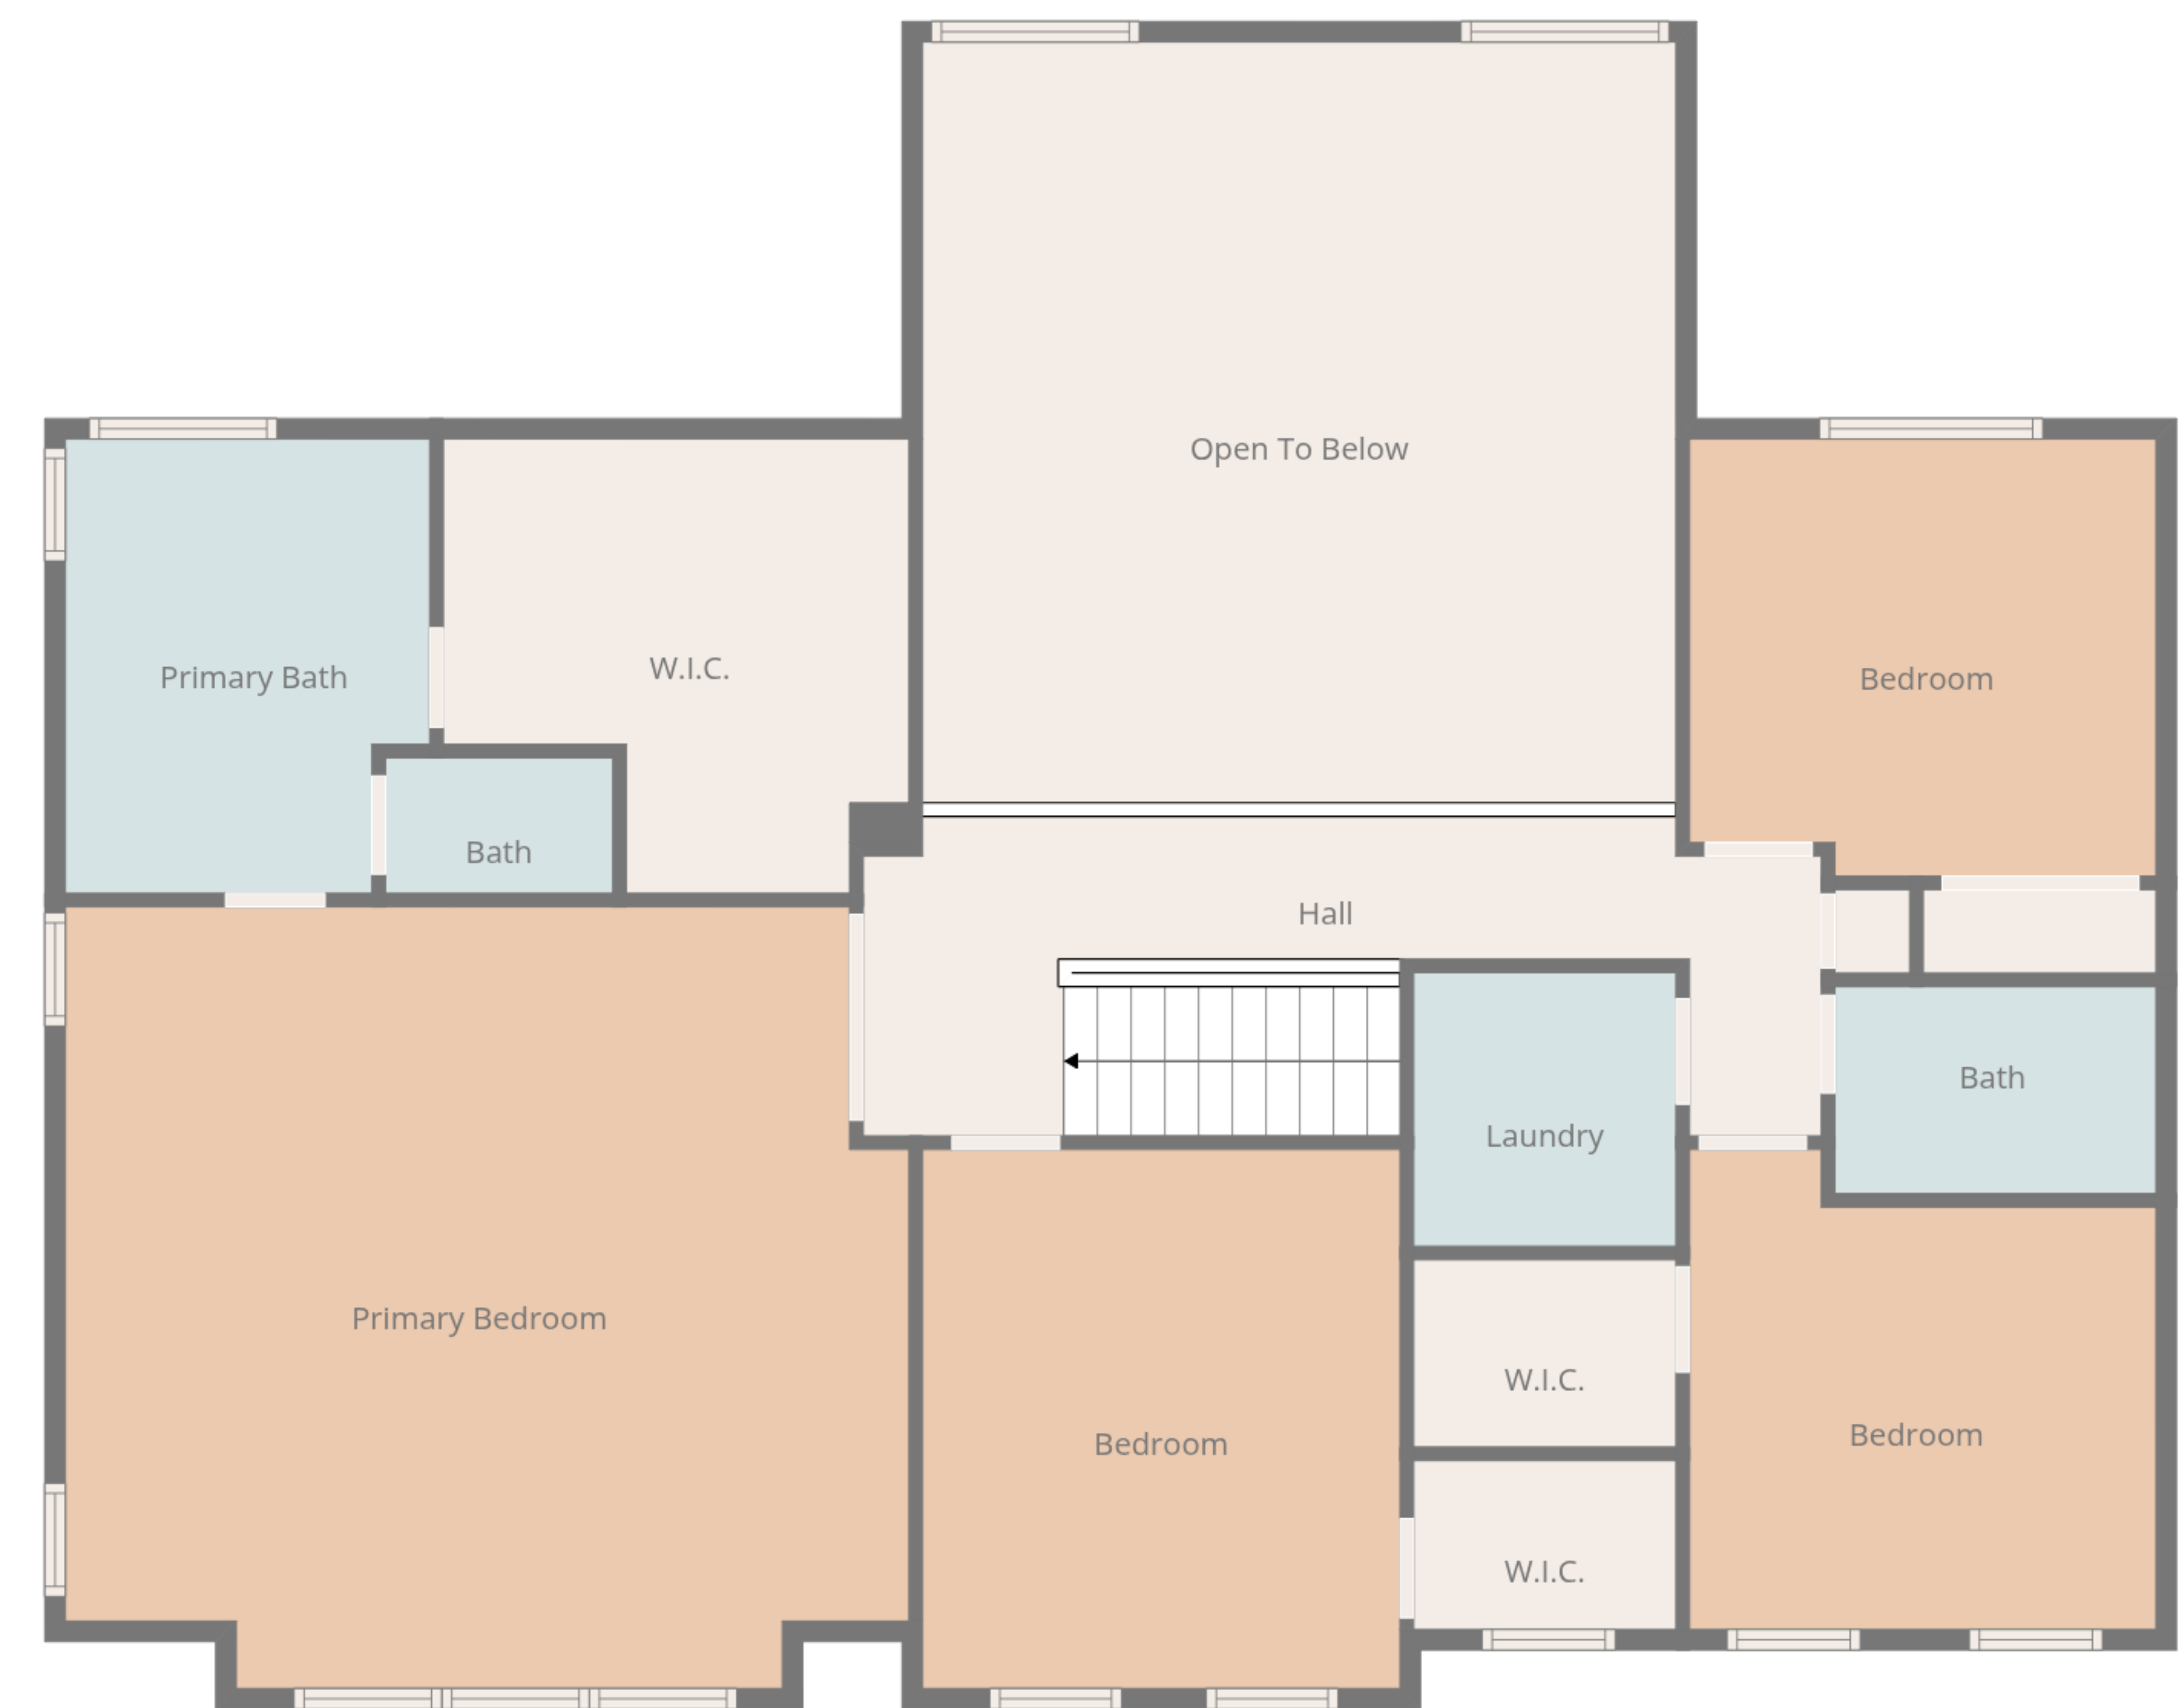 Open To Below
Primary Bath
W.I.C.
Bedroom
Bath
Hall
Bath
Laundry
Primary Bedroom
W.I.C.
Bedroom
Bedroom
W.I.C.